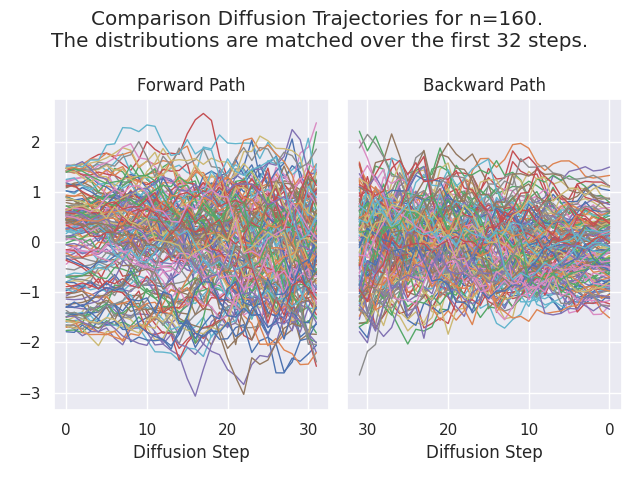 Comparison Diffusion Trajectories for n=160.
The distributions are matched over the first 32 steps.
Forward Path
Backward Path
2
1
0
−1
−2
−3
0
10
20
30
30
20
10
0
Diffusion Step
Diffusion Step